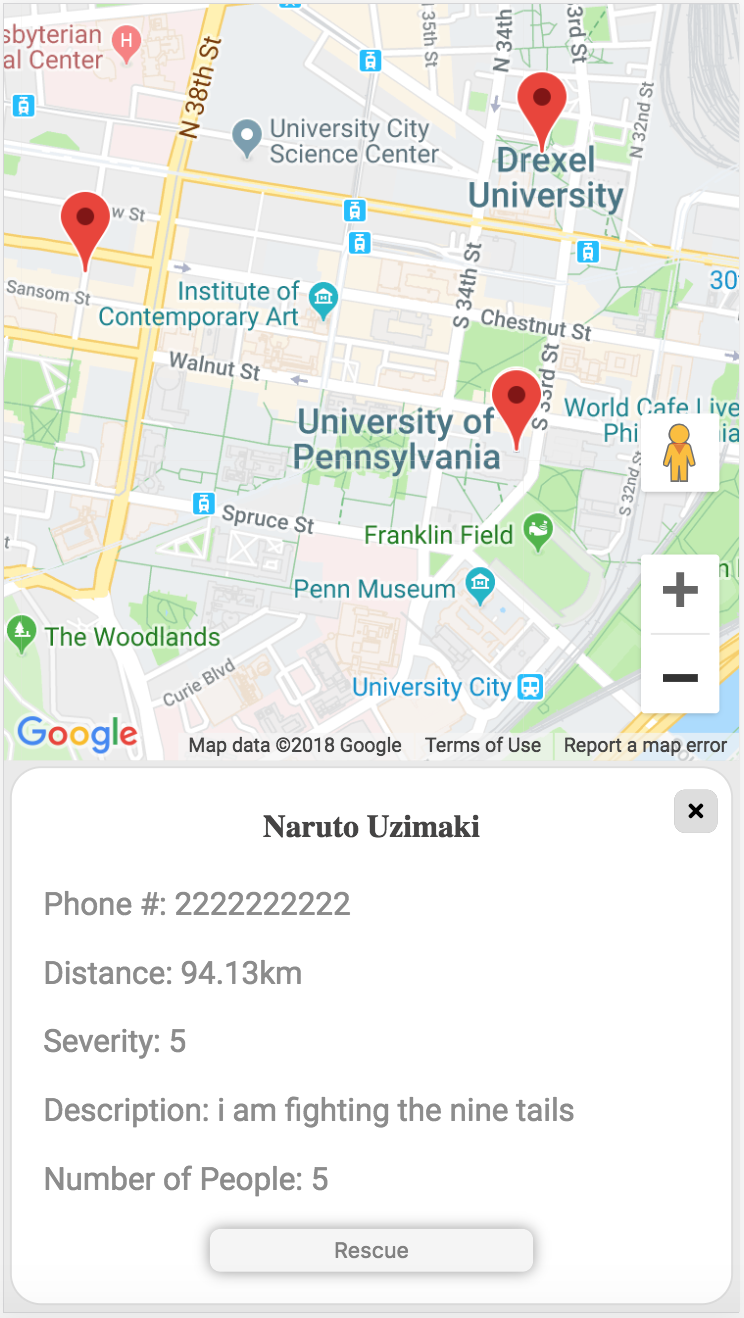 sbyterian
al Center
H
N 38th St
N 35th St
N 34th
33rd St
N 32nd St
University City
Science Center
Drexel
University
w St
Sansom St
Institute of
Contemporary Art
S 34th St
30
Chestnut St
Walnut St
S 33rd St
World Cafe Live
Phi
ia
University of
Pennsylvania
S 32nd S
Spruce St
Franklin Field
Penn Museum
n
The Woodlands
Curie Blvd
University City
Google
Map data ©2018 Google
Terms of Use
Report a map error
Naruto Uzimaki
Phone #: 2222222222
Distance: 94.13km
Severity: 5
Description: i am fighting the nine tails
Number of People: 5
Rescue